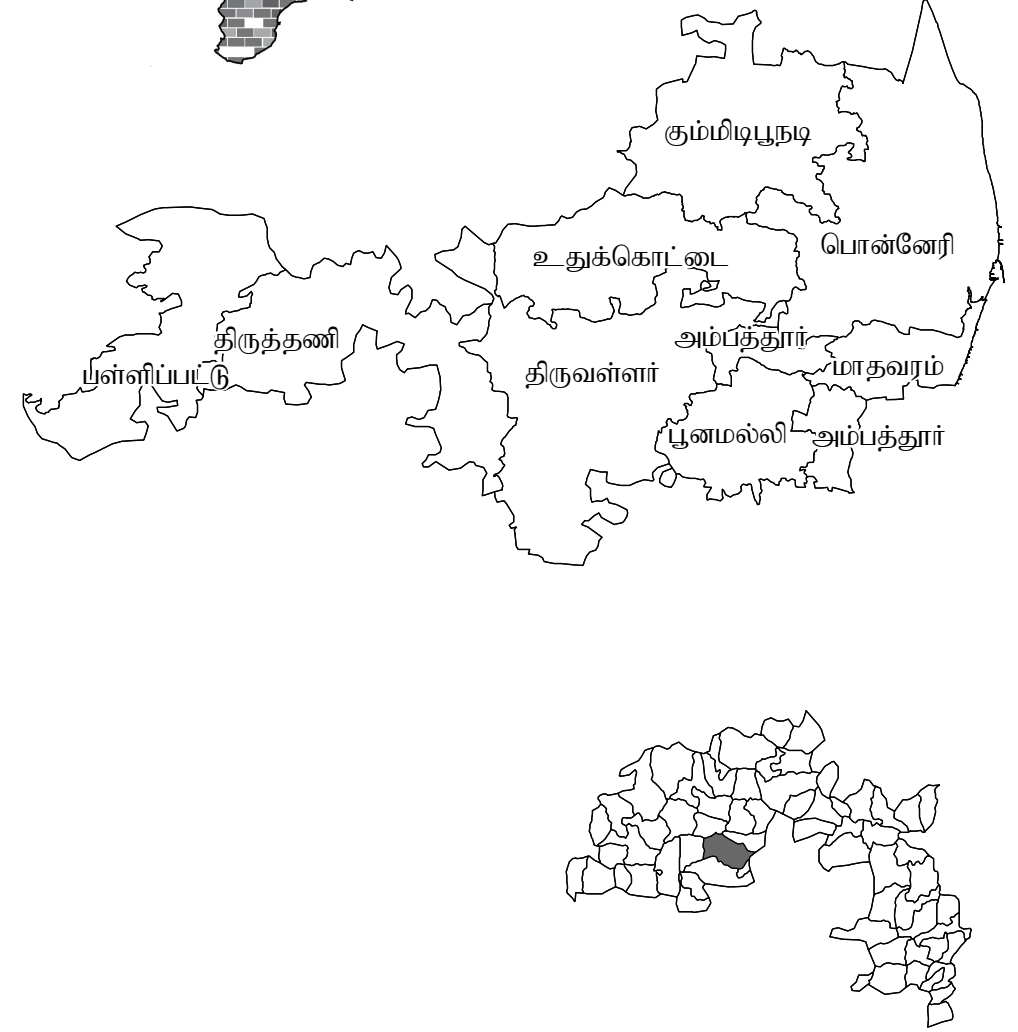 கும்மிடிபூநடி
பொன்னேரி
உதுக்கொட்டை
திருத்தணி
அம்பத்தூர்
மாதவரம்
பள்ளிப்பட்டு
திருவள்ளர்
பூனமல்லி
அம்பத்தூர்